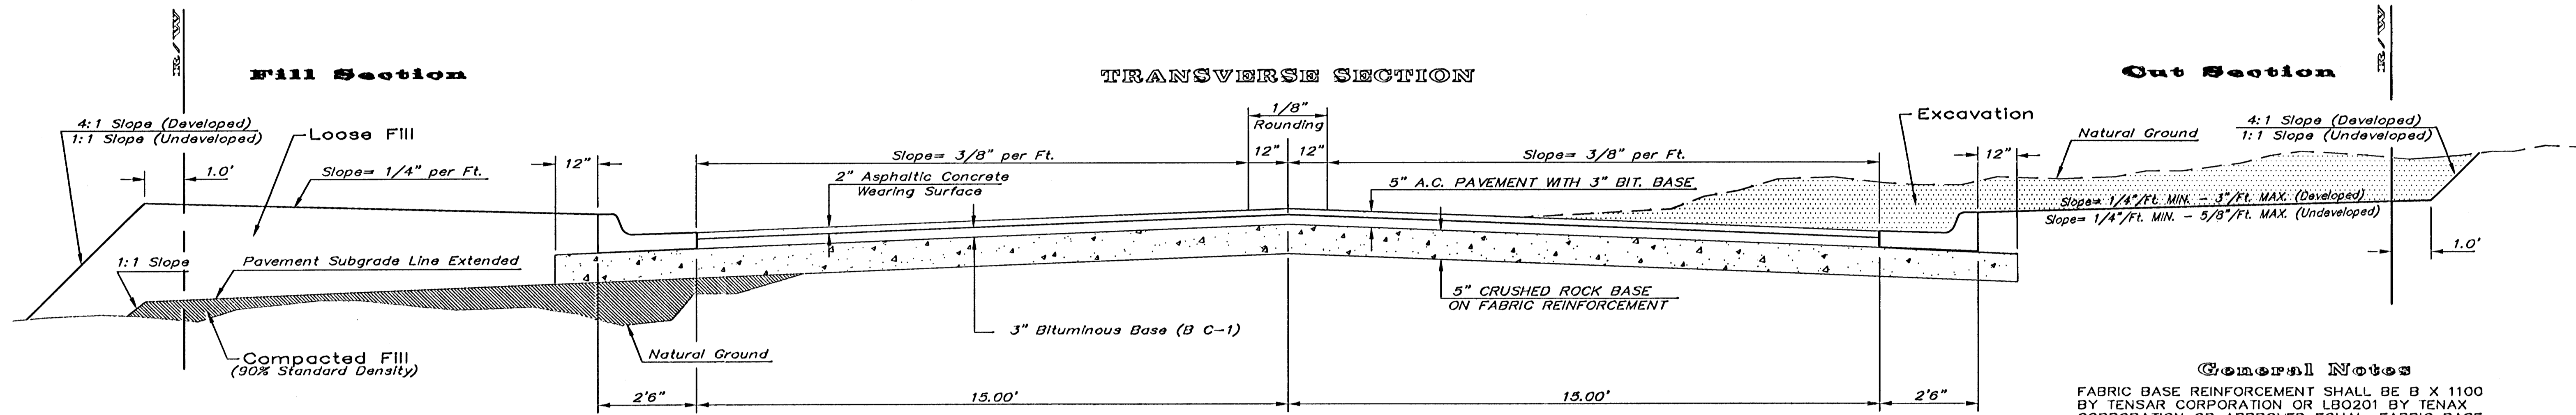 R/W
R/W
Fill Section
TRANSVERSE SECTION
Cut Section
4:1 Slope (Developed)
1:1 Slope (Undeveloped)
Loose Fill
1.0'
Slope= 1/4" per Ft.
12"
Slope= 3/8" per Ft.
1/8"
Rounding
12"
12"
Slope= 3/8" per Ft.
Excavation
Natural Ground
4:1 Slope (Developed)
1:1 Slope (Undeveloped)
12"
2" Asphaltic Concrete
Wearing Surface
5" A.C. PAVEMENT WITH 3" BIT. BASE
Slope= 1/4"/Ft. MIN. - 3"/Ft. MAX. (Developed)
Slope= 1/4"/Ft. MIN. - 5/8"/Ft. MAX. (Undeveloped)
1.0'
1:1 Slope
Pavement Subgrade Line Extended
5" CRUSHED ROCK BASE
ON FABRIC REINFORCEMENT
3" Bituminous Base (B C-1)
Natural Ground
Compacted Fill
(90% Standard Density)
2'6"
15.00'
15.00'
2'6"
General Notes
FABRIC BASE REINFORCEMENT SHALL BE B X 1100
BY TENSAR CORPORATION OR LBO201 BY TENAX
CORPORATION OR APPROVED EQUAL. FABRIC BASE